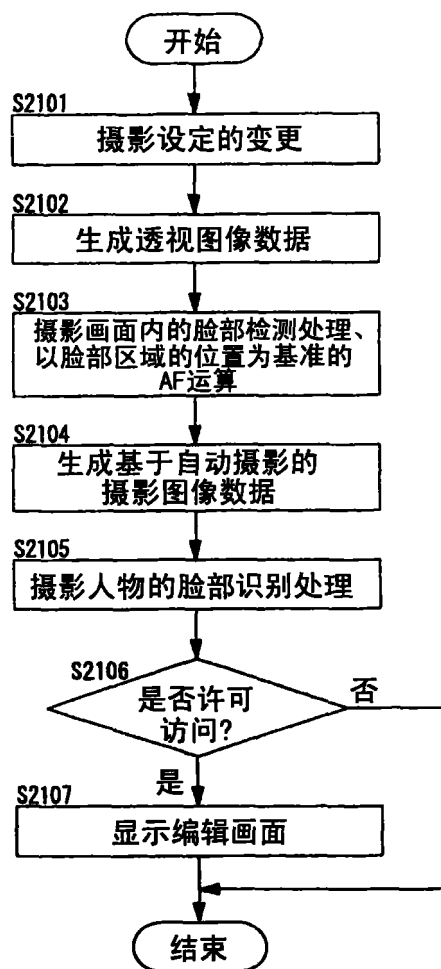 开始
S2101
摄影设定的变更
S2102
生成透视图像数据
S2103
摄影画面内的脸部检测处理、
以脸部区域的位置为基准的
AF运算
S2104
生成基于自动摄影的
摄影图像数据
S2105
摄影人物的脸部识别处理
S2106
是否许可
访问?
否
是
S2107
显示编辑画面
结束